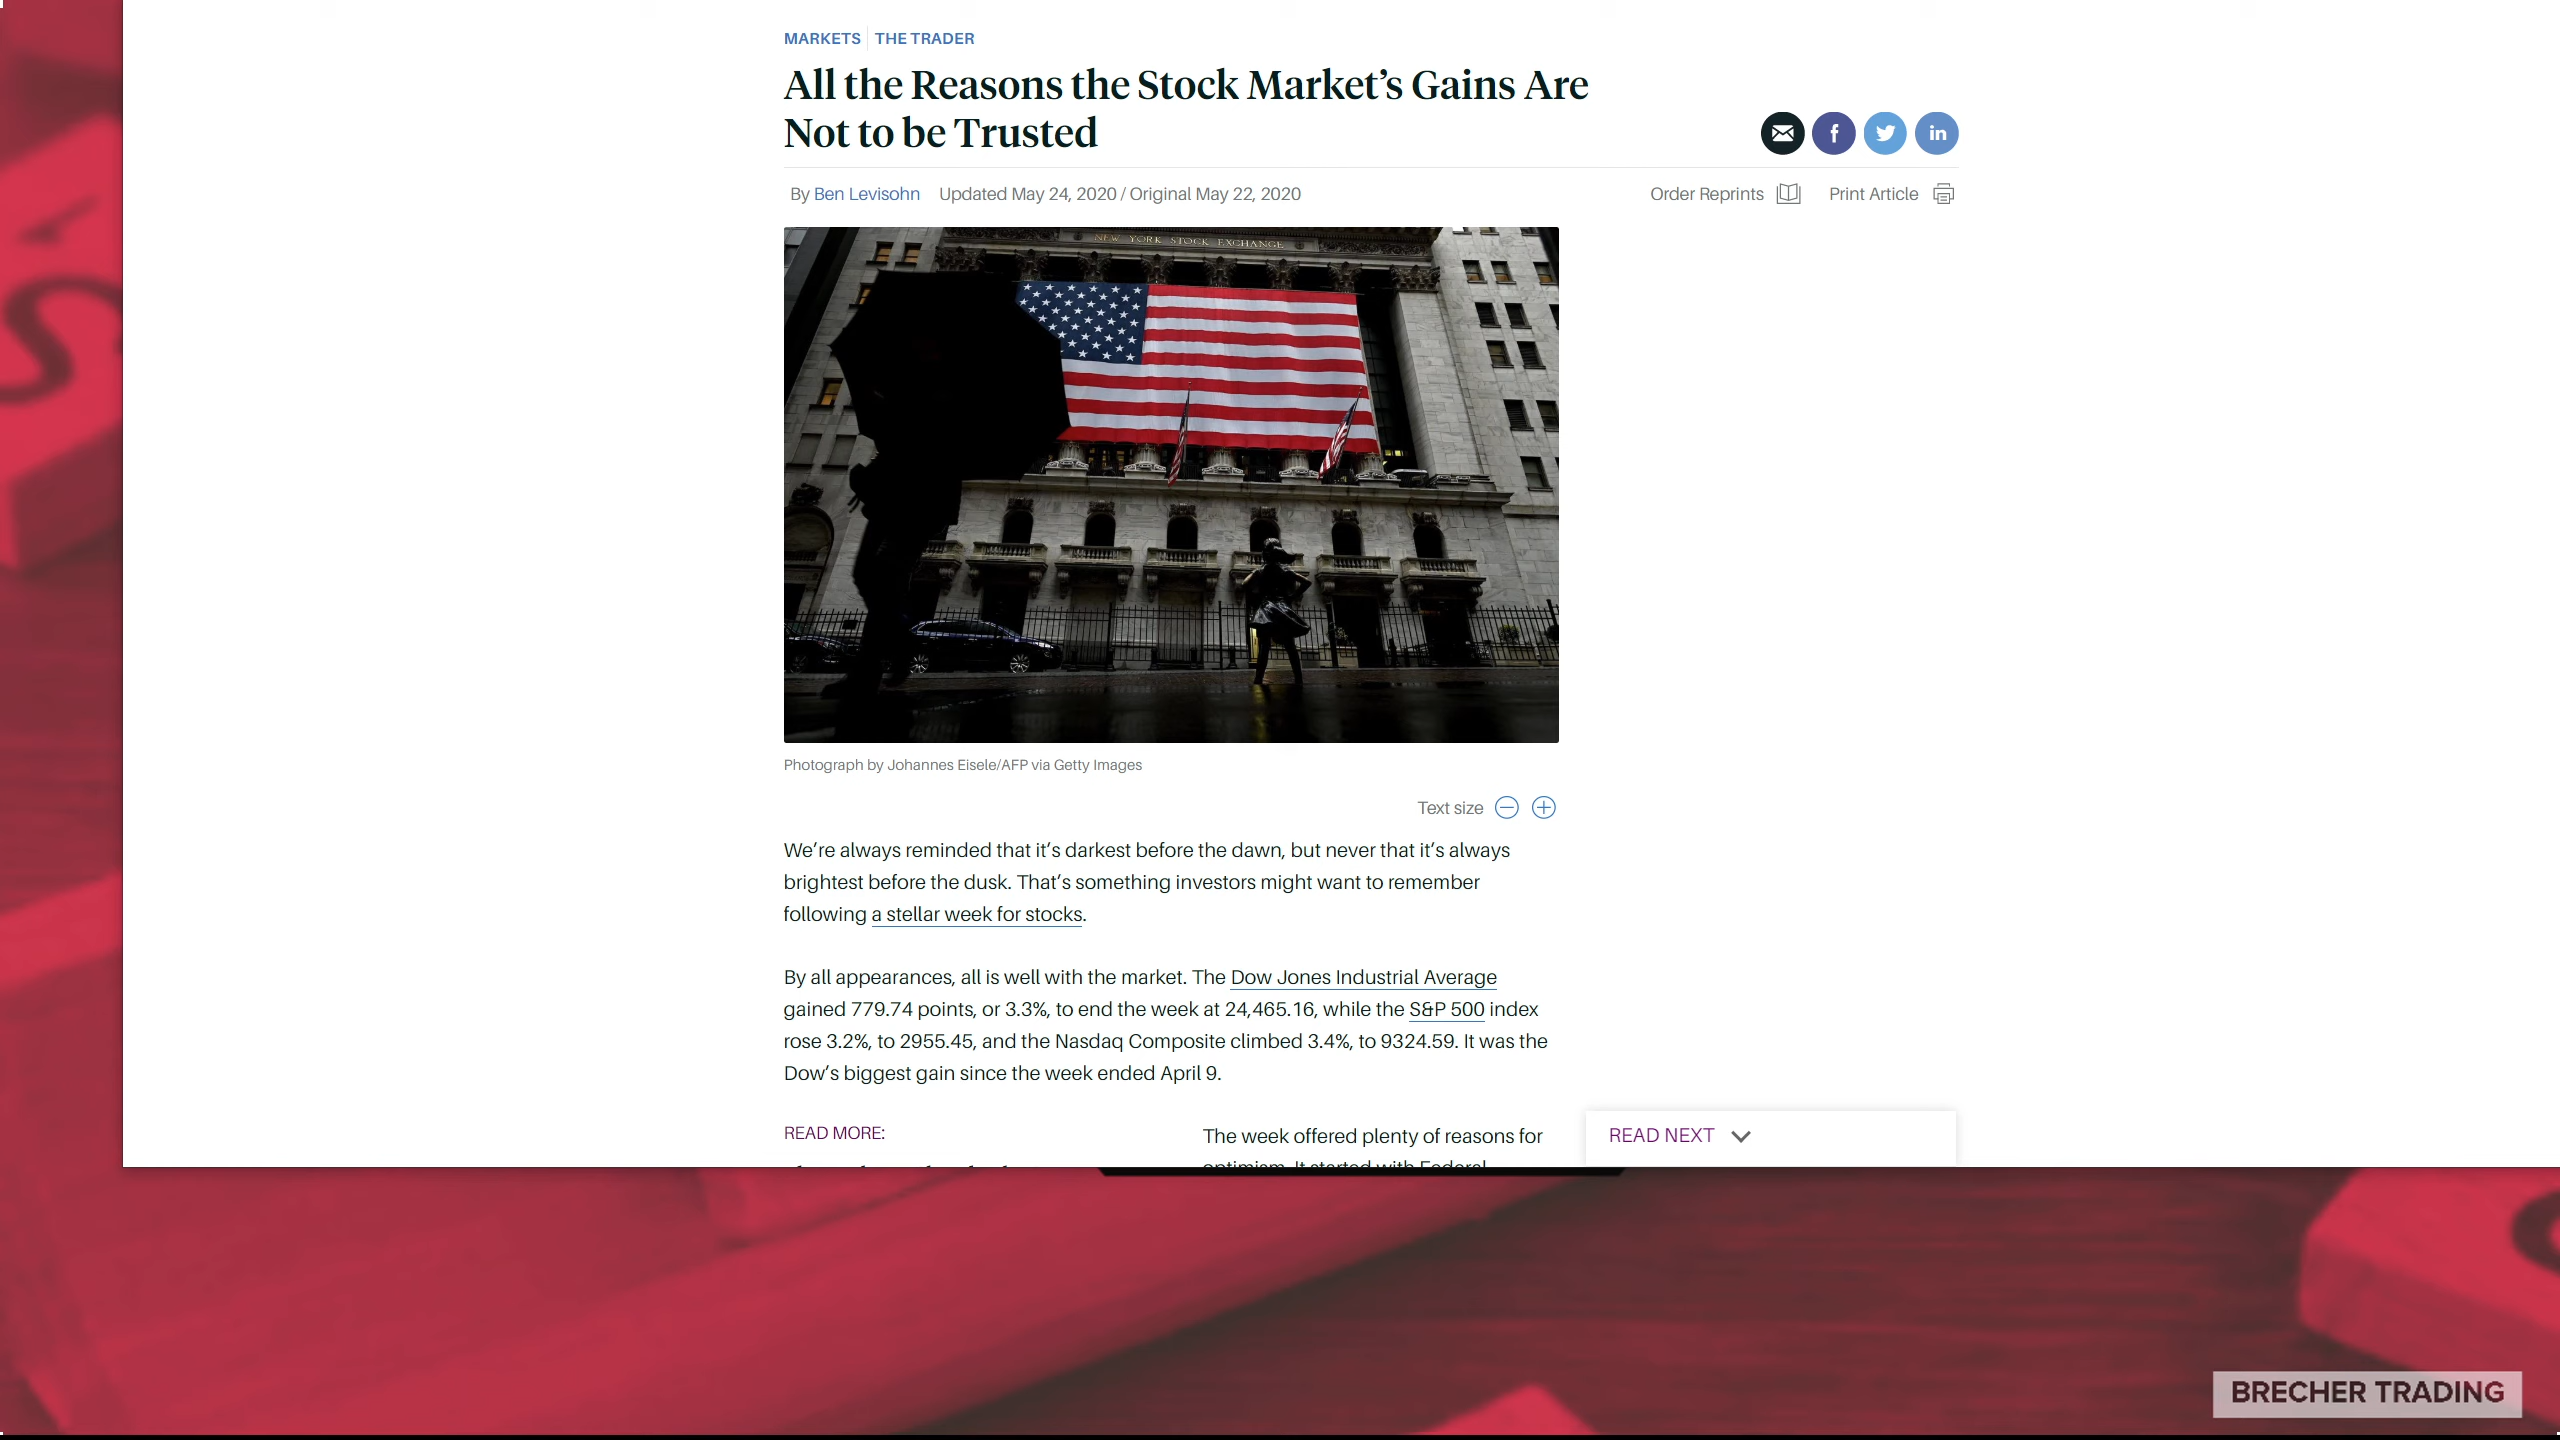 MARKETS THE TRADER
All the Reasons the Stock Market’s Gains Are
Not to be Trusted
f
in
By Ben Levisohn Updated May 24, 2020 / Original May 22, 2020
Order Reprints Print Article
NEW YORK STOCK EXCHANGE
Photograph by Johannes Eisele/AFP via Getty Images
Text size
We’re always reminded that it’s darkest before the dawn, but never that it’s always
brightest before the dusk. That’s something investors might want to remember
following a stellar week for stocks.
By all appearances, all is well with the market. The Dow Jones Industrial Average
gained 779.74 points, or 3.3%, to end the week at 24,465.16, while the S&P 500 index
rose 3.2%, to 2955.45, and the Nasdaq Composite climbed 3.4%, to 9324.59. It was the
Dow’s biggest gain since the week ended April 9.
READ MORE:
The week offered plenty of reasons for
optimism. It started with Federal
READ NEXT
S
BRECHER TRADING